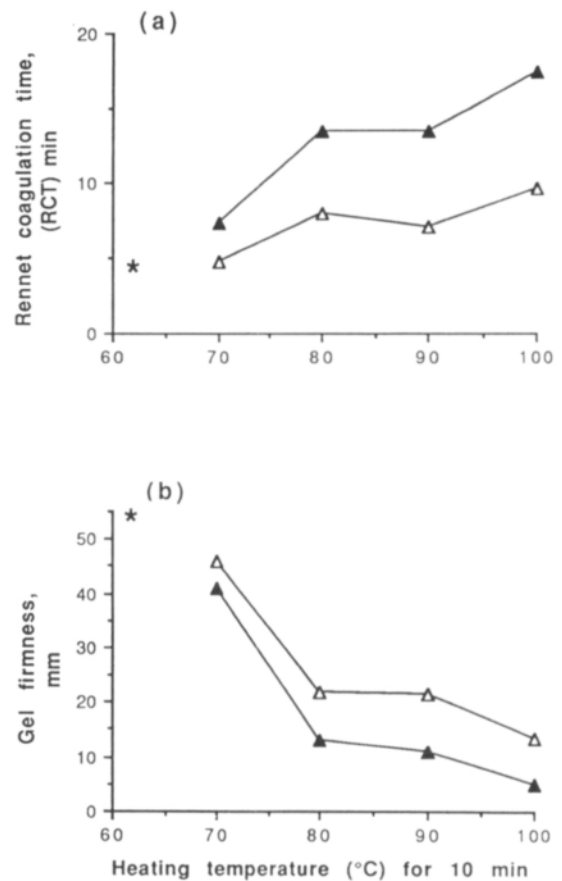 (a)
Rennet coagulation time,
(RCT) min
20
10
0
60 70 80 90 100
(b)
Gel firmness,
mm
50
40
30
20
10
0
60 70 80 90 100
Heating temperature (°C) for 10 min